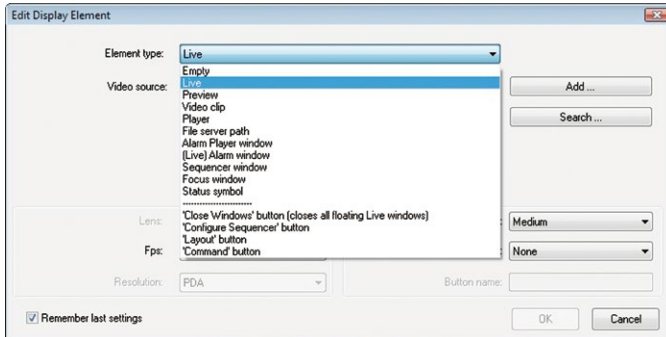 Edit Display Element
Element type: Live
Empty
Video source: Live
Add ...
Preview
Video clip
Player
Search ...
File server path
Alarm Player window
(Live) Alarm window
Sequencer window
Focus window
Status symbol
-------------------------
'Close Windows' button (closes all floating Live windows)
Lens: 'Configure Sequencer' button : Medium
'Layout' button
Fps: 'Command' button : None
Resolution: PDA Button name:
Remember last settings OK Cancel